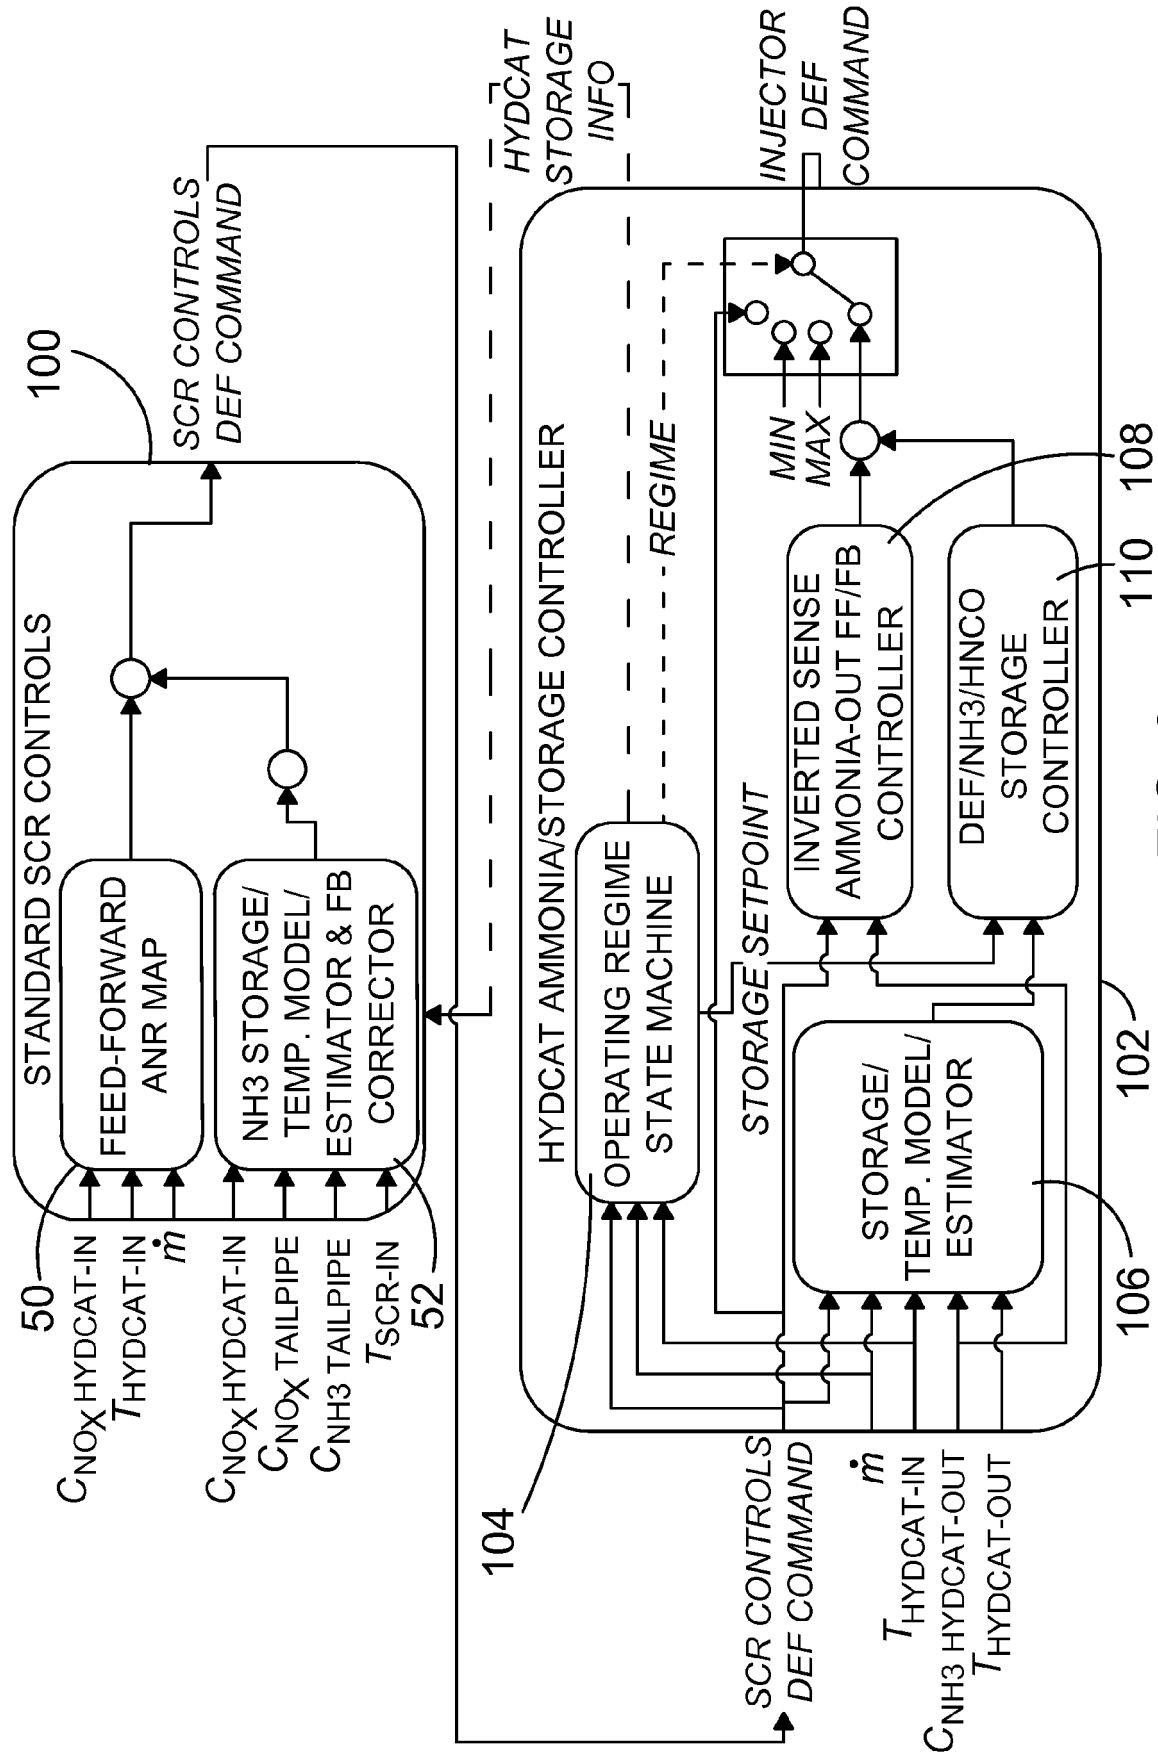 100
STANDARD SCR CONTROLS
50
FEED-FORWARD
ANR MAP
CNOX HYDCAT-IN
THYDCAT-IN
ṁ
NH3 STORAGE/
TEMP. MODEL/
ESTIMATOR & FB
CORRECTOR
CNOX HYDCAT-IN
CNOX TAILPIPE
CNH3 TAILPIPE
TSCR-IN
52
SCR CONTROLS
DEF COMMAND
HYDCAT
STORAGE
INFO
104
HYDCAT AMMONIA/STORAGE CONTROLLER
OPERATING REGIME
STATE MACHINE
REGIME
STORAGE SETPOINT
SCR CONTROLS
DEF COMMAND
ṁ
THYDCAT-IN
CNH3 HYDCAT-OUT
THYDCAT-OUT
STORAGE/
TEMP. MODEL/
ESTIMATOR
106
102
INVERTED SENSE
AMMONIA-OUT FF/FB
CONTROLLER
108
DEF/NH3/HNCO
STORAGE
CONTROLLER
110
MIN
MAX
INJECTOR
DEF
COMMAND